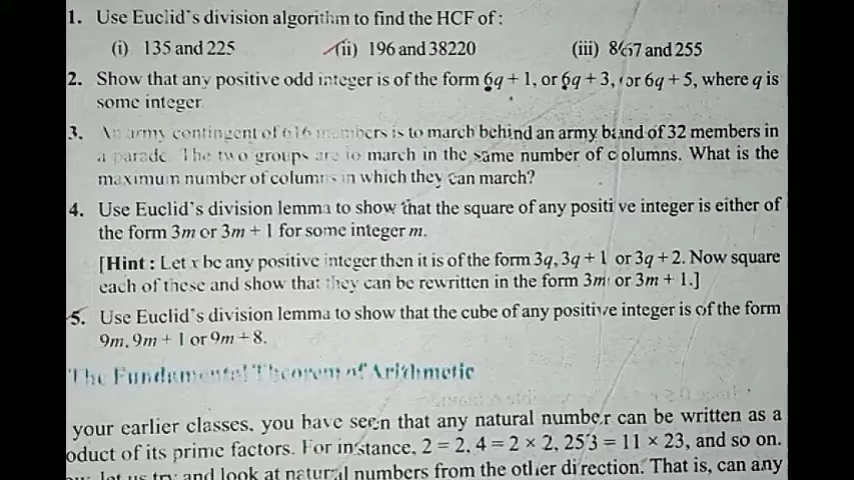 1. Use Euclid's division algorithm to find the HCF of :
(i) 135 and 225 (ii) 196 and 38220 (iii) 867 and 255
2. Show that any positive odd integer is of the form 6q + 1, or 6q + 3, or 6q + 5, where q is
some integer.
3. An army contingent of 616 members is to march behind an army band of 32 members in
a parade. The two groups are to march in the same number of columns. What is the
maximum number of columns in which they can march?
4. Use Euclid's division lemma to show that the square of any positive integer is either of
the form 3m or 3m + 1 for some integer m.
[Hint : Let x be any positive integer then it is of the form 3q, 3q + 1 or 3q + 2. Now square
each of these and show that they can be rewritten in the form 3m or 3m + 1.]
5. Use Euclid's division lemma to show that the cube of any positive integer is of the form
9m, 9m + 1 or 9m + 8.
The Fundamental Theorem of Arithmetic
your earlier classes, you have seen that any natural number can be written as a
oduct of its prime factors. For instance, 2 = 2, 4 = 2 × 2, 253 = 11 × 23, and so on.
let us try and look at natural numbers from the other direction. That is, can any